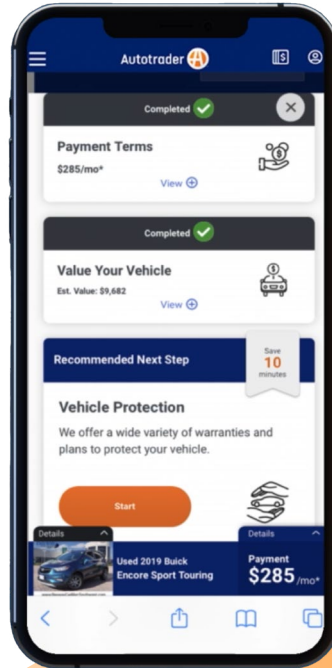 Autotrader
Completed
Payment Terms
$285/mo*
View
Completed
Value Your Vehicle
Est. Value: $9,682
View
Recommended Next Step
Save
10
minutes
Vehicle Protection
We offer a wide variety of warranties and
plans to protect your vehicle.
Start
Details
Details
Used 2019 Buick
Encore Sport Touring
Payment
$285/mo*